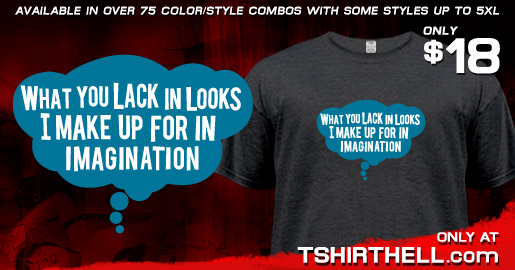 AVAILABLE IN OVER 75 COLOR/STYLE COMBOS WITH SOME STYLES UP TO 5XL
ONLY
$18
WHAT YOU LACK IN LOOKS
I MAKE UP FOR IN
IMAGINATION
WHAT YOU LACK IN LOOKS
I MAKE UP FOR IN
IMAGINATION
ONLY AT
TSHIRTHELL.com